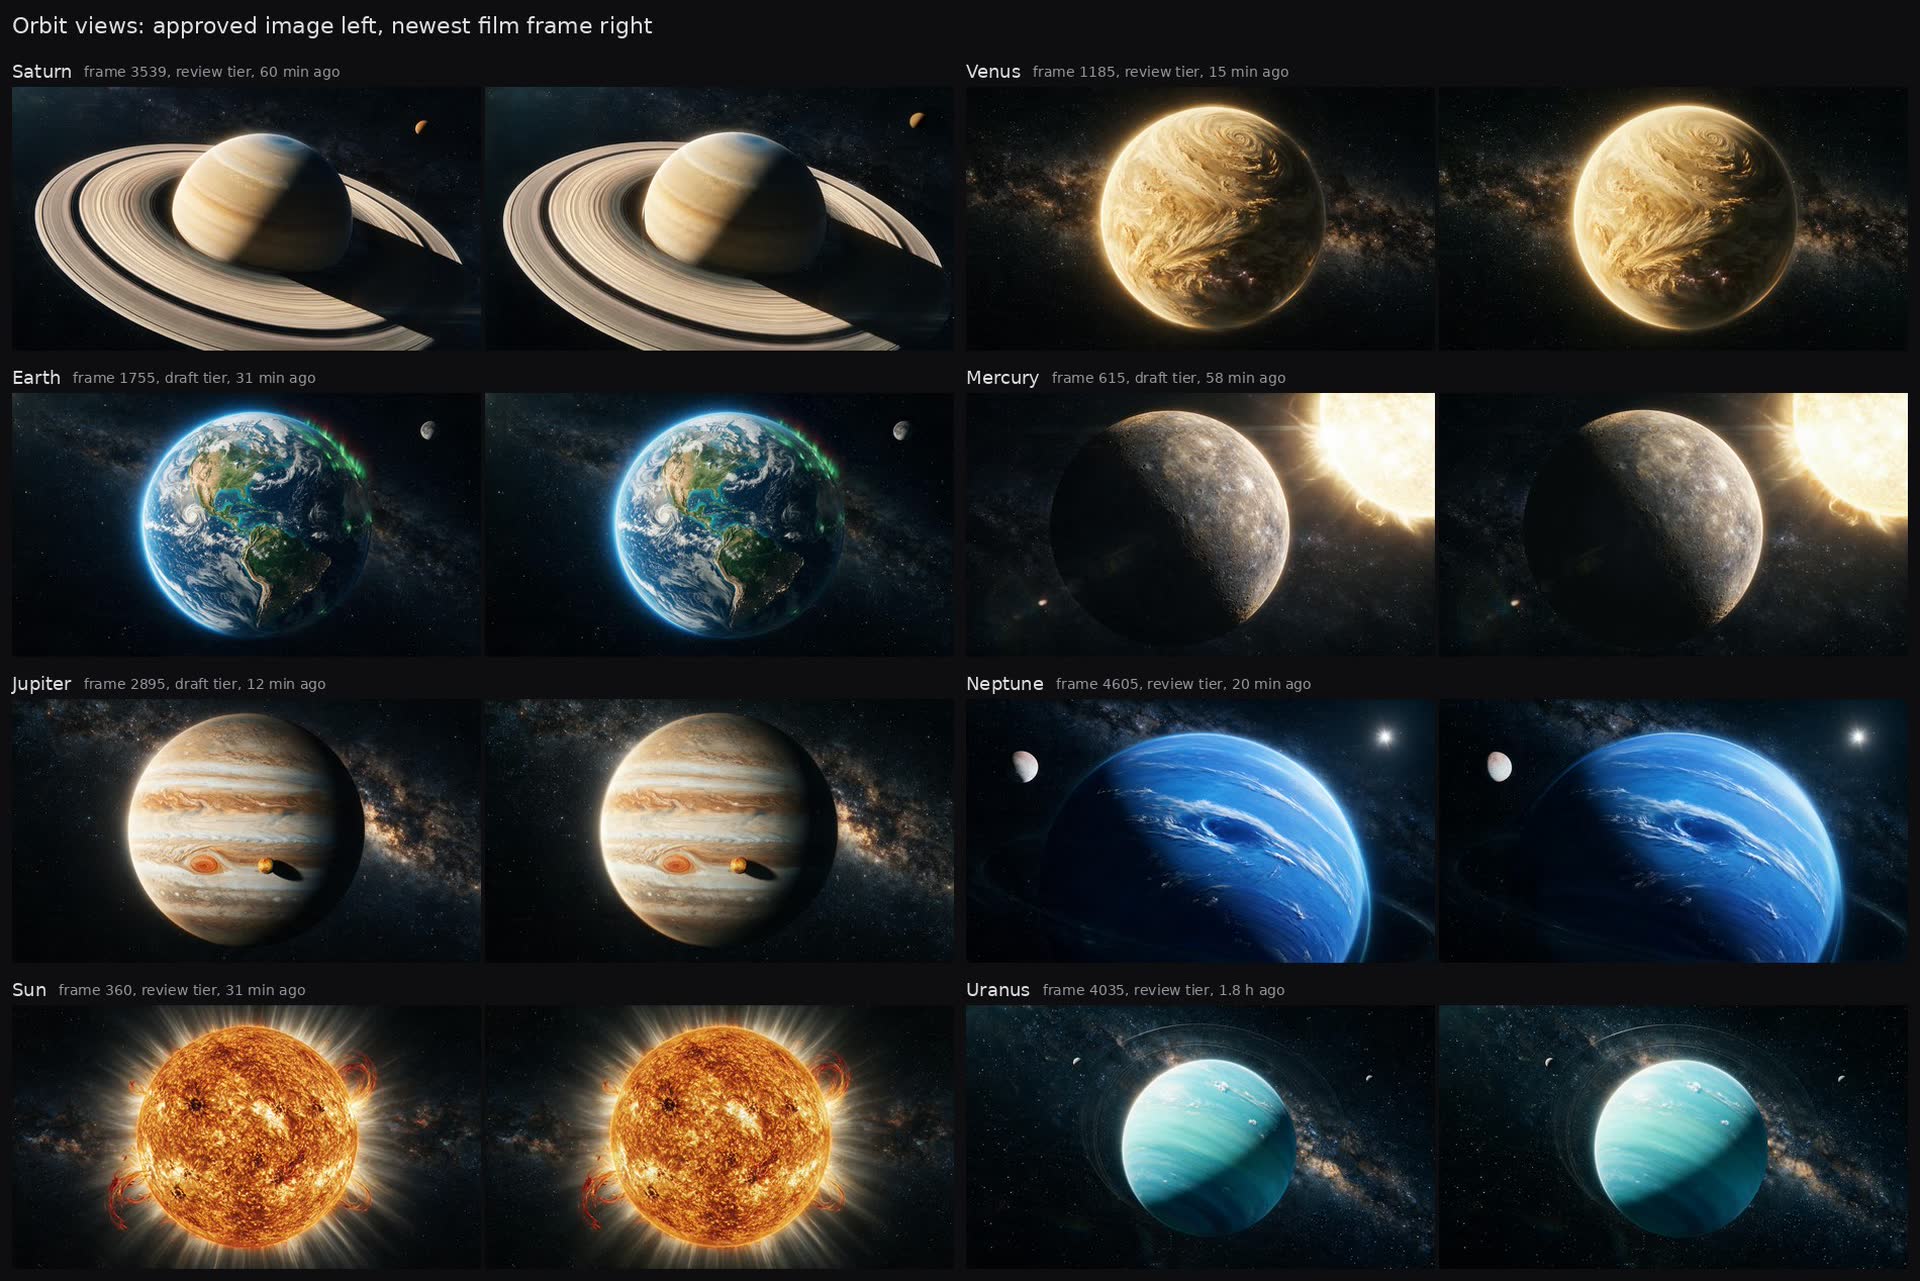 Orbit views: approved image left, newest film frame right
Saturn frame 3539, review tier, 60 min ago
Venus frame 1185, review tier, 15 min ago
Earth frame 1755, draft tier, 31 min ago
Mercury frame 615, draft tier, 58 min ago
Jupiter frame 2895, draft tier, 12 min ago
Neptune frame 4605, review tier, 20 min ago
Sun frame 360, review tier, 31 min ago
Uranus frame 4035, review tier, 1.8 h ago